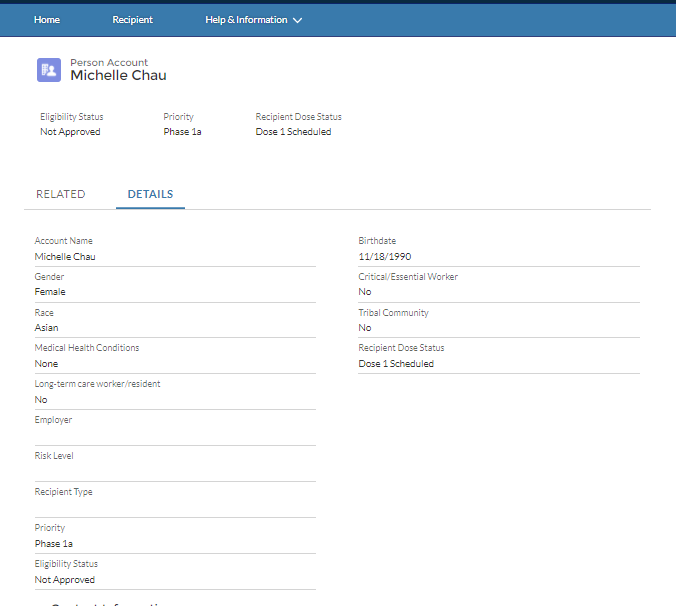 Home Recipient Help & Information
Person Account
Michelle Chau
Eligibility Status Priority Recipient Dose Status
Not Approved Phase 1a Dose 1 Scheduled
RELATED DETAILS
Account Name
Michelle Chau
Gender
Female
Race
Asian
Medical Health Conditions
None
Long-term care worker/resident
No
Employer
Risk Level
Recipient Type
Priority
Phase 1a
Eligibility Status
Not Approved
Birthdate
11/18/1990
Critical/Essential Worker
No
Tribal Community
No
Recipient Dose Status
Dose 1 Scheduled